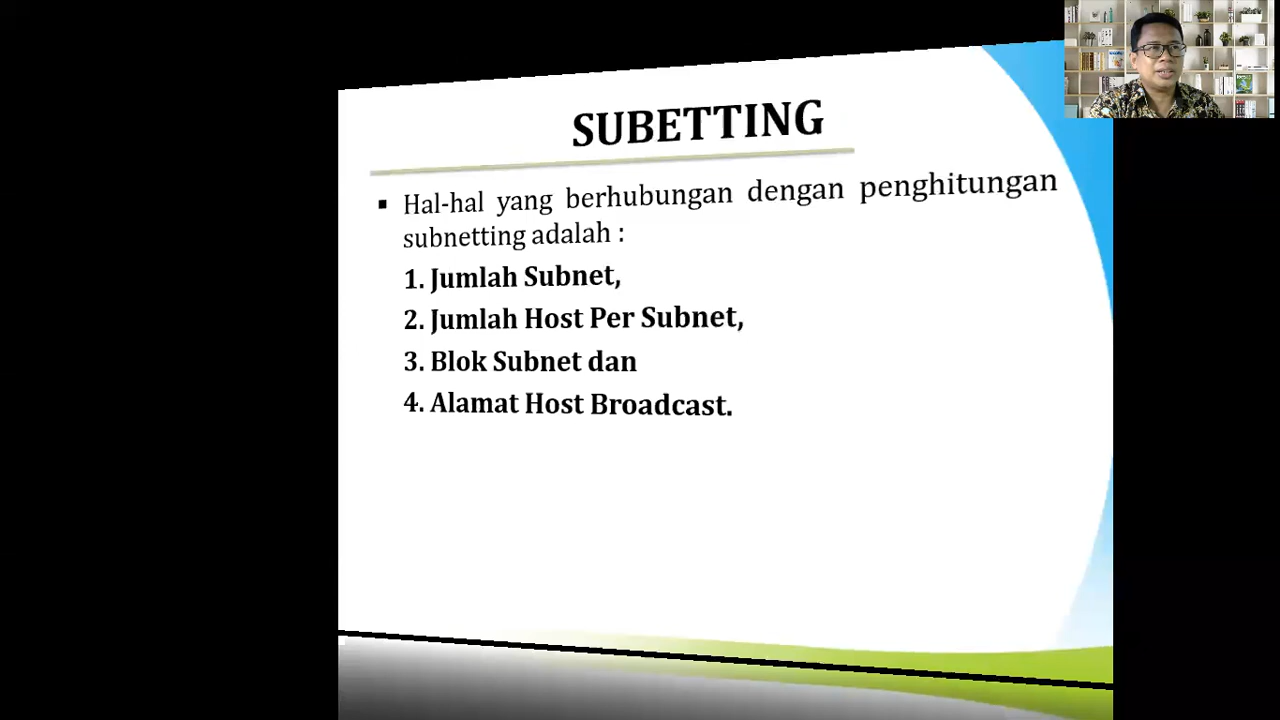 SUBETTING
▪ Hal-hal yang berhubungan dengan penghitungan
subnetting adalah :
1. Jumlah Subnet,
2. Jumlah Host Per Subnet,
3. Blok Subnet dan
4. Alamat Host Broadcast.